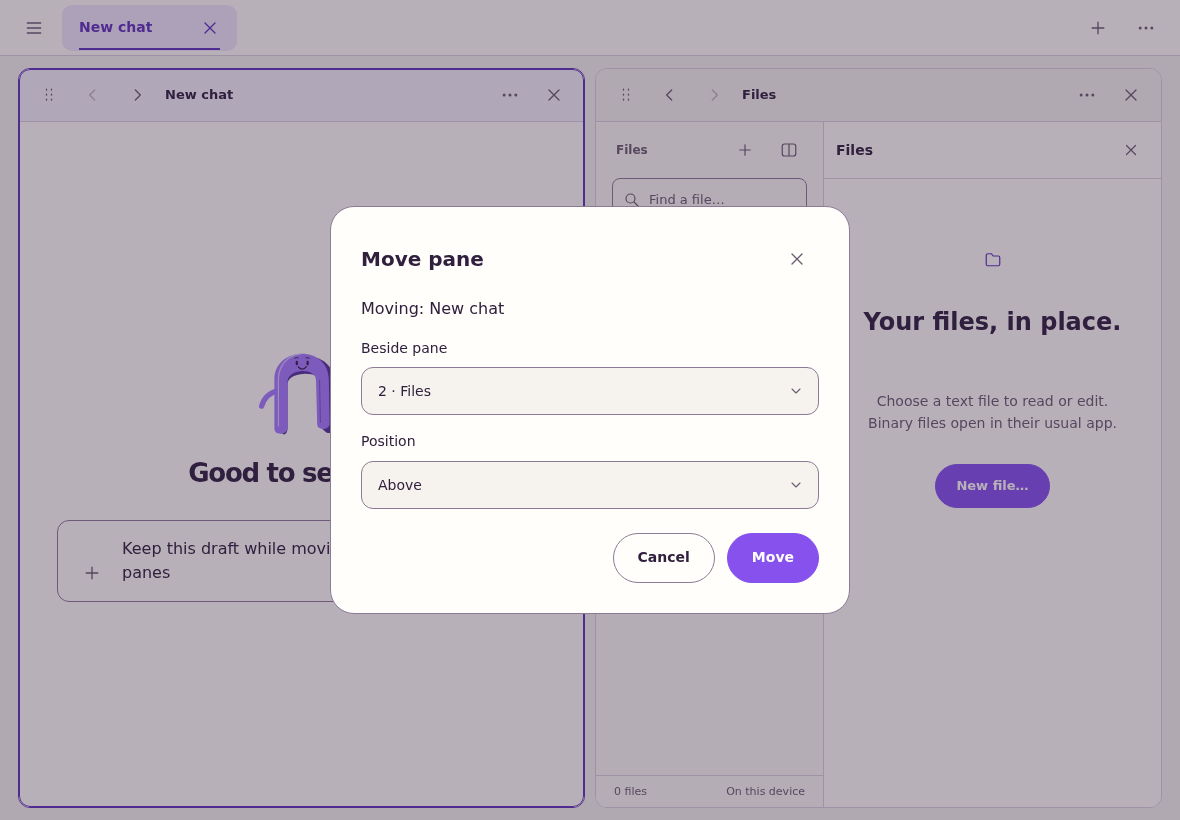 New chat
New chat
Files
Files
Files
Find a file…
Move pane
Moving: New chat
Beside pane
2 · Files
Position
Above
Cancel
Move
Good to se
Keep this draft while movi
panes
Your files, in place.
Choose a text file to read or edit.
Binary files open in their usual app.
New file…
0 files
On this device